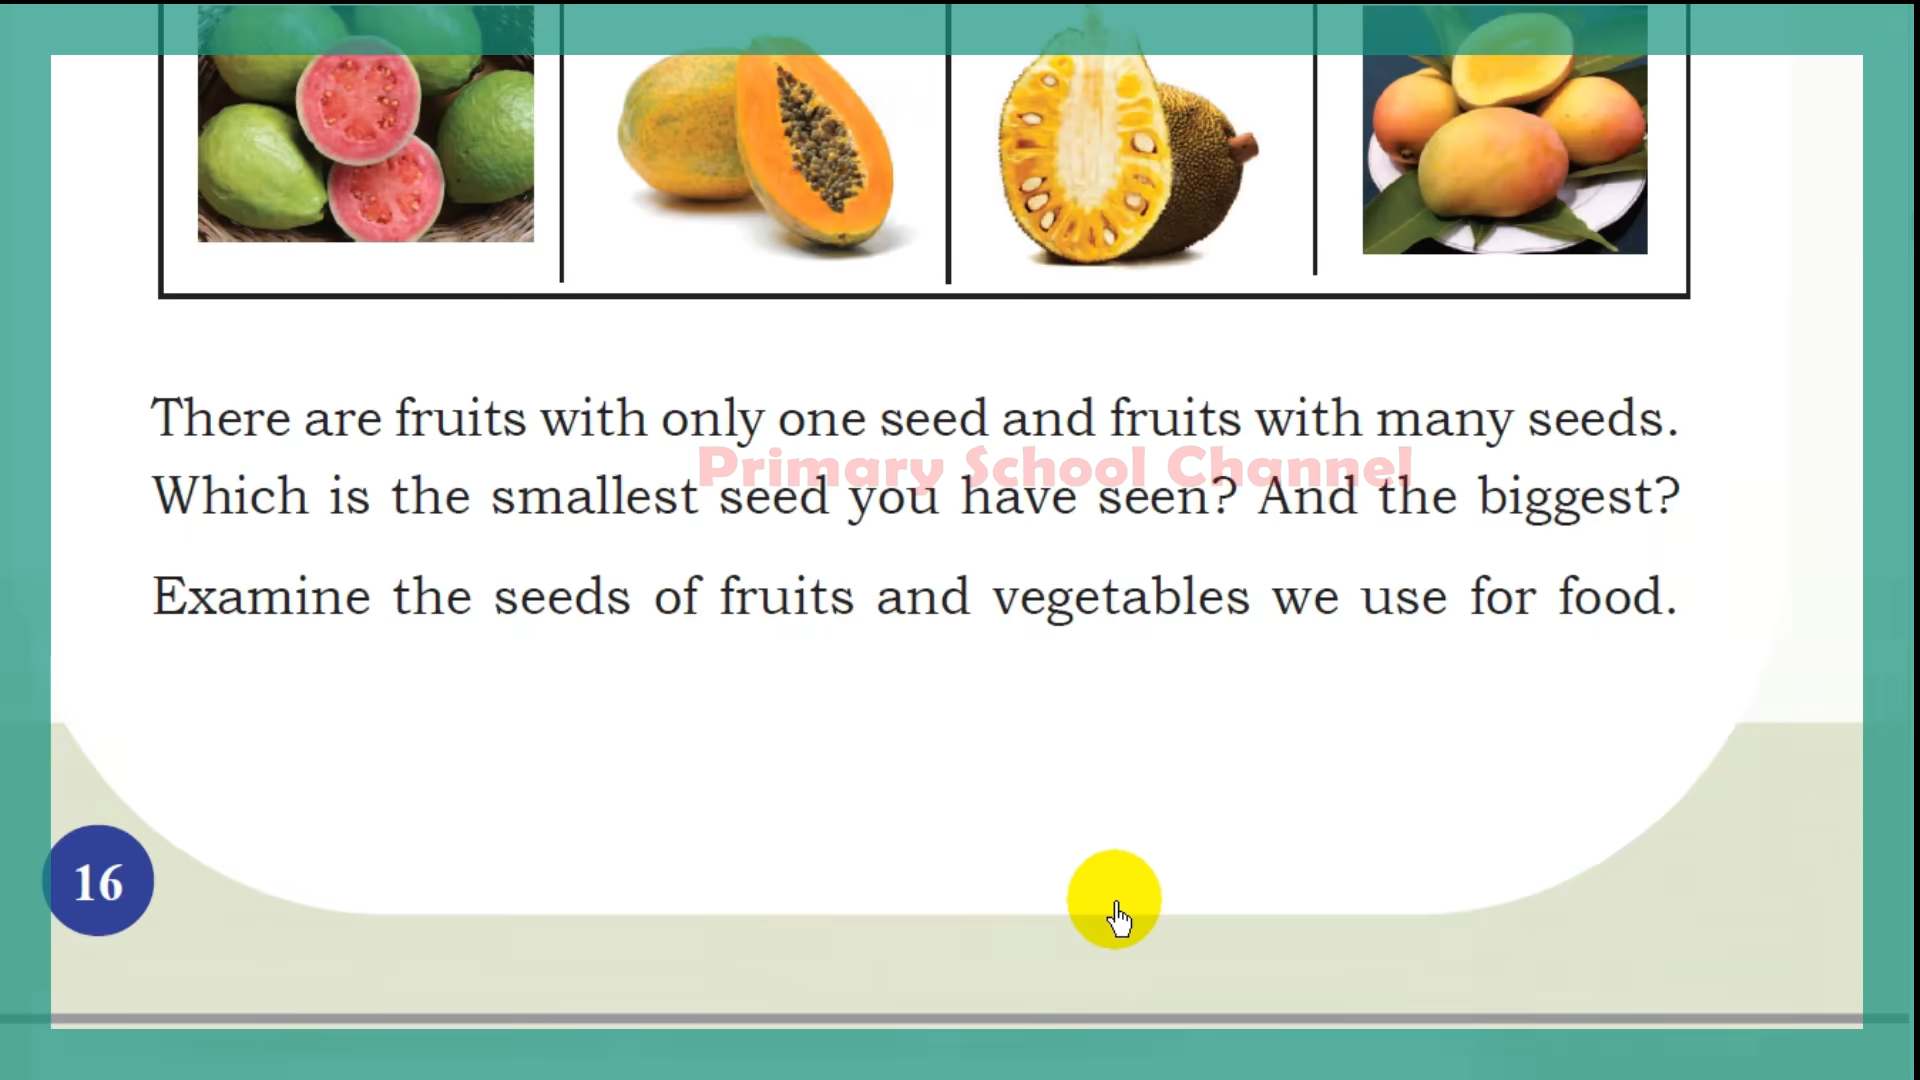 There are fruits with only one seed and fruits with many seeds.
Primary School Channel
Which is the smallest seed you have seen? And the biggest?
Examine the seeds of fruits and vegetables we use for food.
16